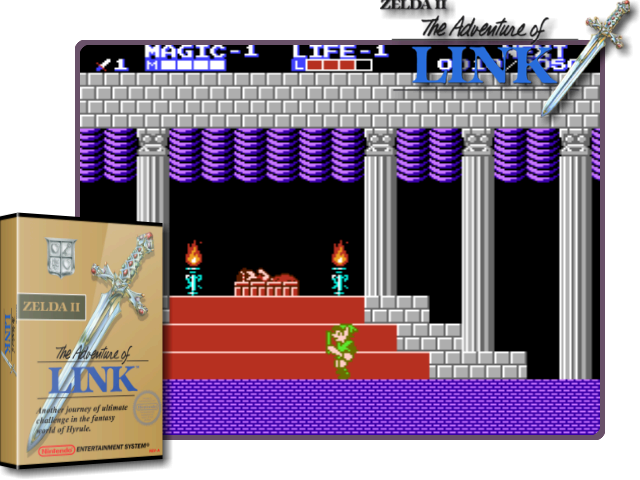 ZELDA II
The Adventure of
LINK
MAGIC-1 LIFE-1 NEXT
1 M L
ZELDA II
The Adventure of
LINK
Another journey of ultimate
challenge in the fantasy
world of Hyrule.
Nintendo ENTERTAINMENT SYSTEM
LINK